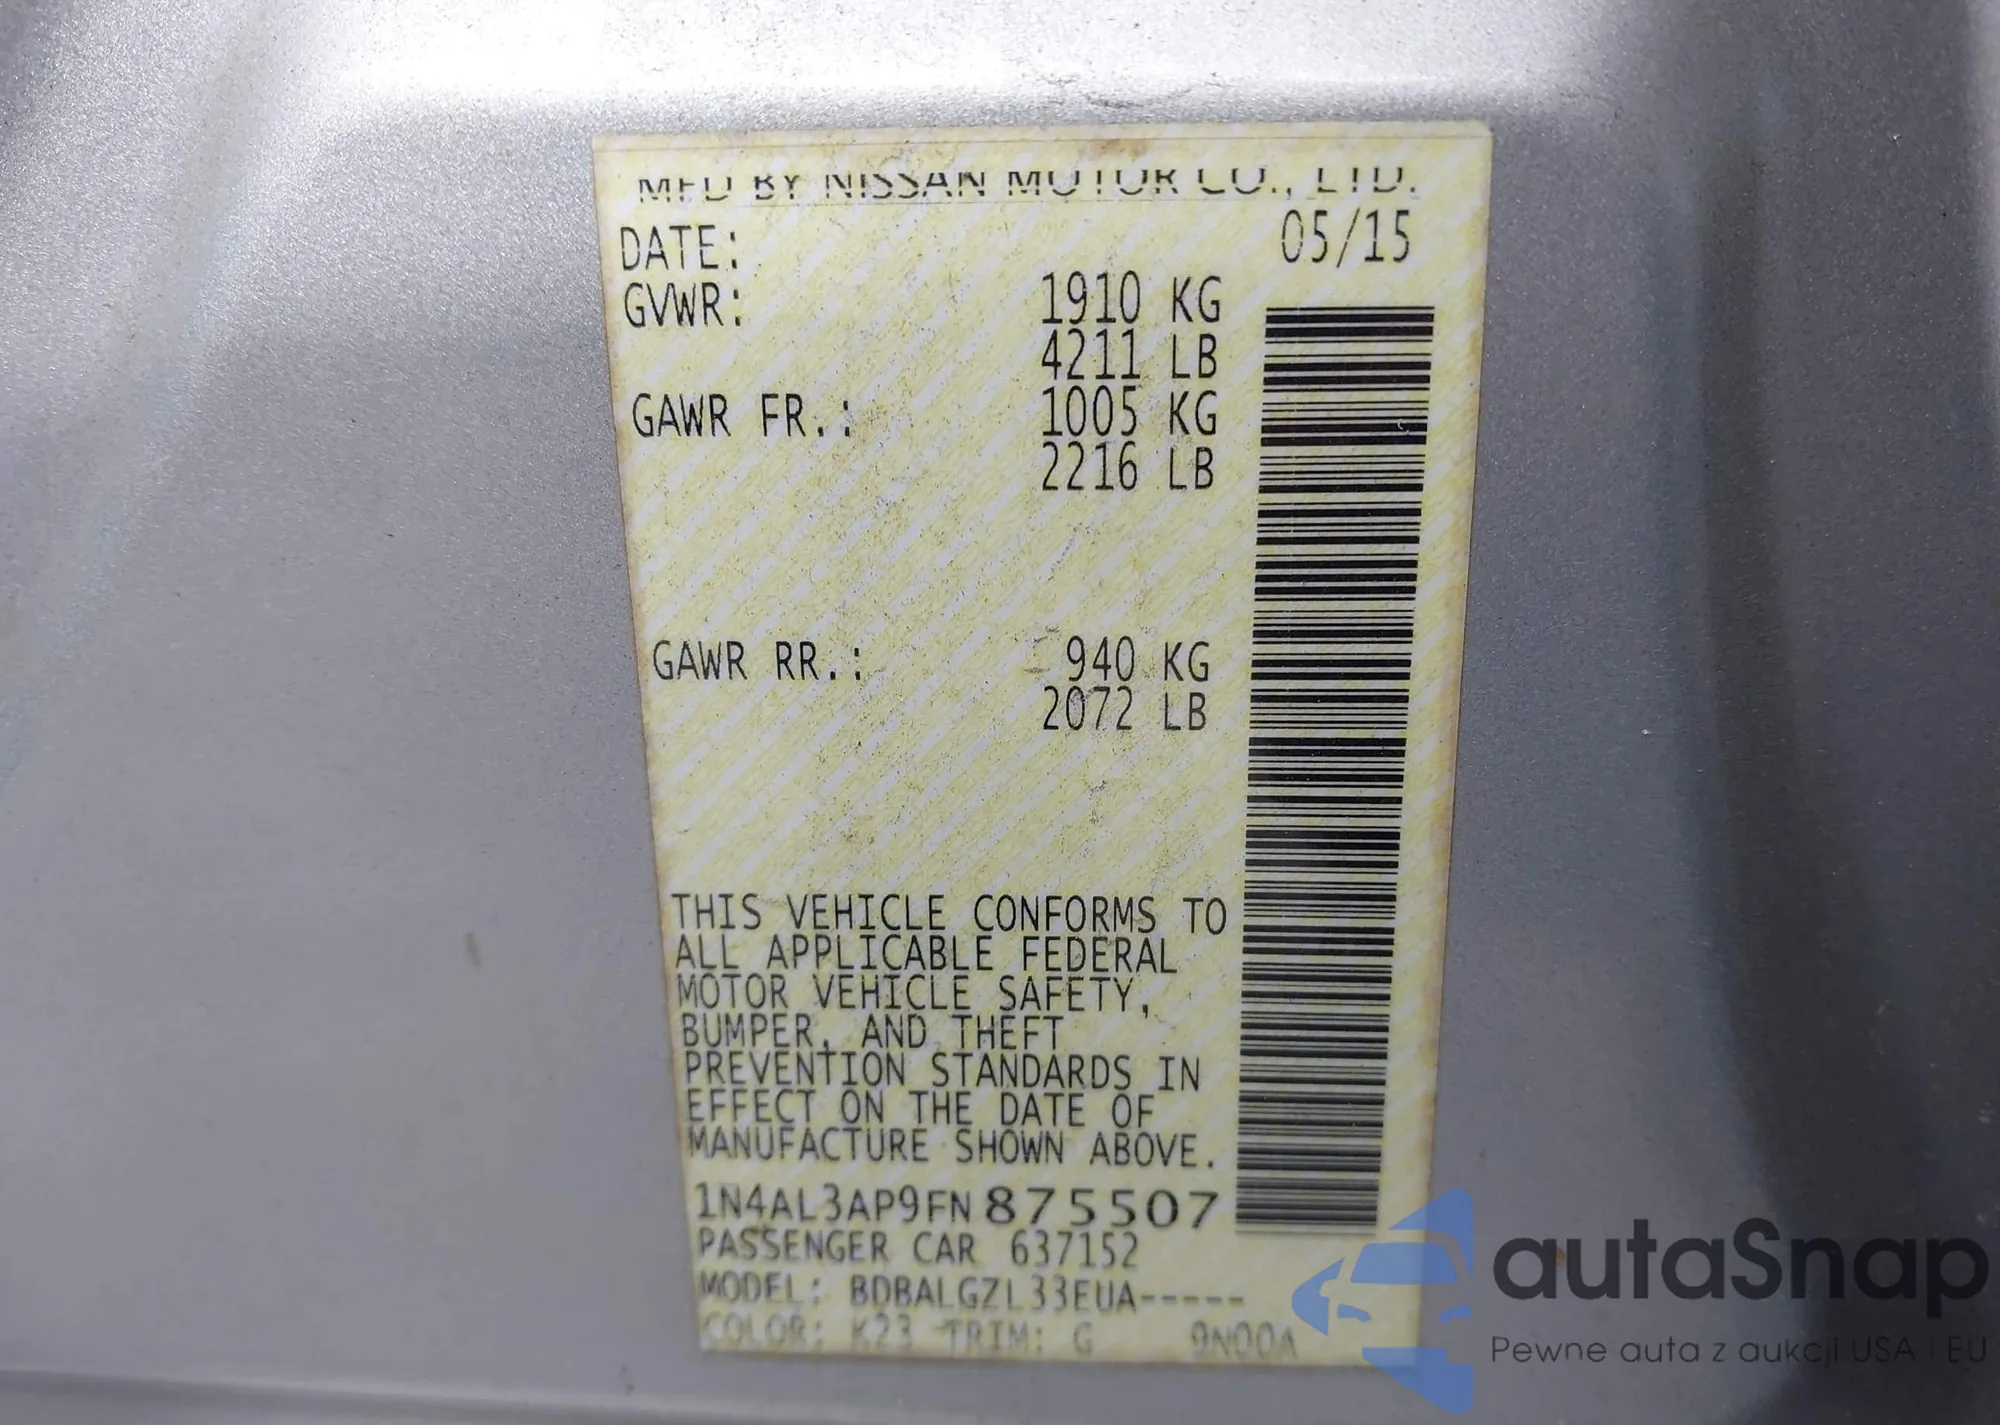 MFD BY NISSAN MOTOR CO., LTD.
DATE: 05/15
GVWR: 1910 KG
4211 LB
GAWR FR.: 1005 KG
2216 LB
GAWR RR.: 940 KG
2072 LB
THIS VEHICLE CONFORMS TO
ALL APPLICABLE FEDERAL
MOTOR VEHICLE SAFETY,
BUMPER, AND THEFT
PREVENTION STANDARDS IN
EFFECT ON THE DATE OF
MANUFACTURE SHOWN ABOVE.
1N4AL3AP9FN875507
PASSENGER CAR 637152
MODEL: BDBALGZL33EUA-----
COLOR: K23 TRIM: G 9N00A
autaSnap
Pewne auta z aukcji USA i EU